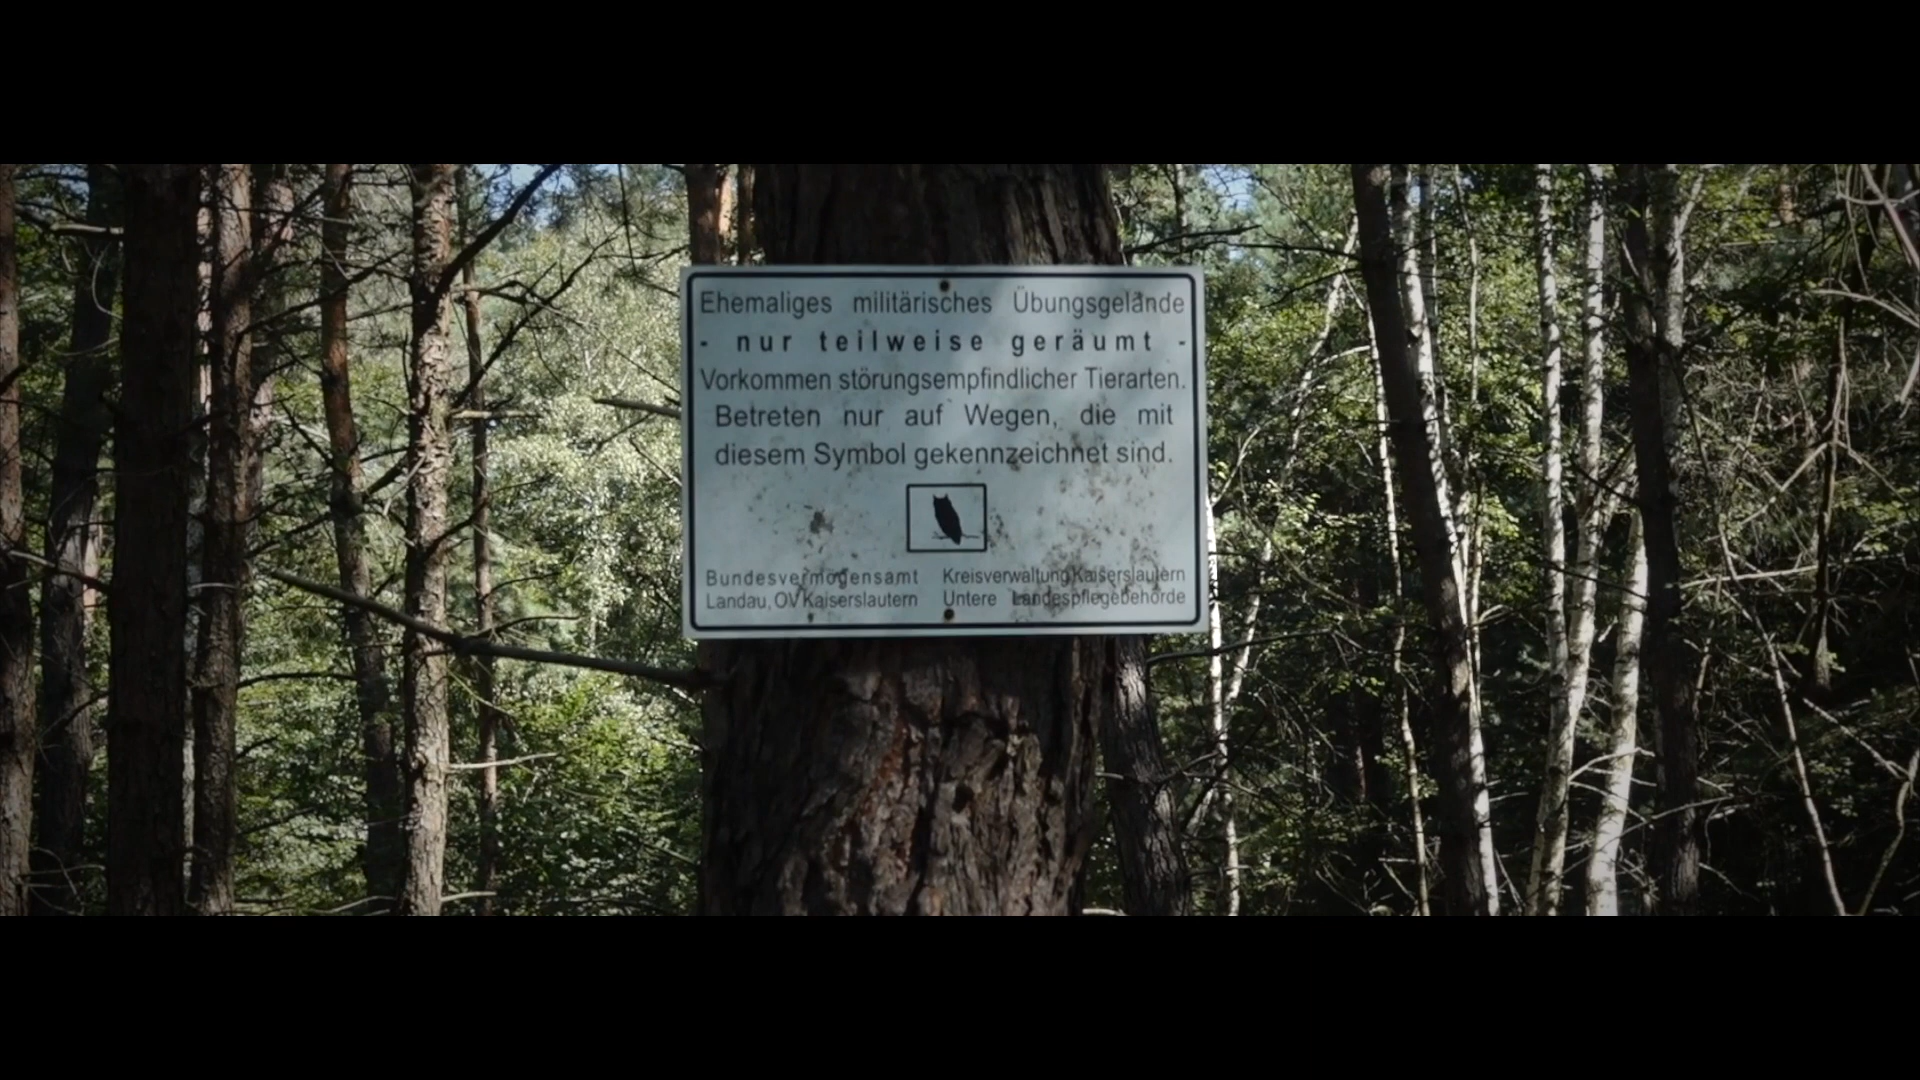 Ehemaliges militärisches Übungsgelände
- nur teilweise geräumt -
Vorkommen störungsempfindlicher Tierarten.
Betreten nur auf Wegen, die mit
diesem Symbol gekennzeichnet sind.
Bundesvermögensamt
Landau, OV Kaiserslautern
Kreisverwaltung Kaiserslautern
Untere Landespflegebehörde